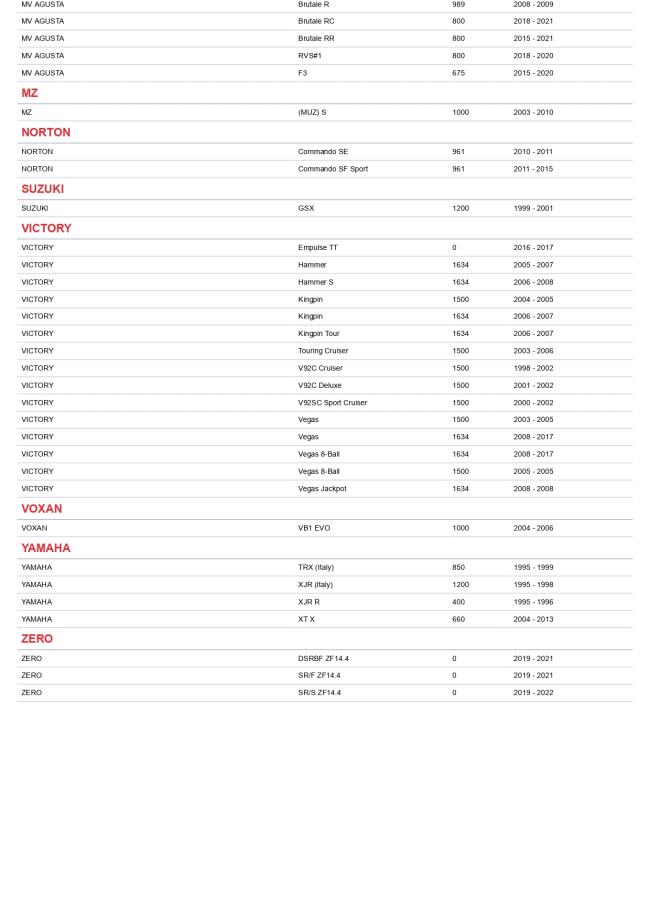 MV AGUSTA Brutale R 989 2008 - 2009
MV AGUSTA Brutale RC 800 2018 - 2021
MV AGUSTA Brutale RR 800 2015 - 2021
MV AGUSTA RVS#1 800 2018 - 2020
MV AGUSTA F3 675 2015 - 2020
MZ
MZ (MUZ) S 1000 2003 - 2010
NORTON
NORTON Commando SE 961 2010 - 2011
NORTON Commando SF Sport 961 2011 - 2015
SUZUKI
SUZUKI GSX 1200 1999 - 2001
VICTORY
VICTORY Empulse TT 0 2016 - 2017
VICTORY Hammer 1634 2005 - 2007
VICTORY Hammer S 1634 2006 - 2008
VICTORY Kingpin 1500 2004 - 2005
VICTORY Kingpin 1634 2006 - 2007
VICTORY Kingpin Tour 1634 2006 - 2007
VICTORY Touring Cruiser 1500 2003 - 2006
VICTORY V92C Cruiser 1500 1998 - 2002
VICTORY V92C Deluxe 1500 2001 - 2002
VICTORY V92SC Sport Cruiser 1500 2000 - 2002
VICTORY Vegas 1500 2003 - 2005
VICTORY Vegas 1634 2008 - 2017
VICTORY Vegas 8-Ball 1634 2008 - 2017
VICTORY Vegas 8-Ball 1500 2005 - 2005
VICTORY Vegas Jackpot 1634 2008 - 2008
VOXAN
VOXAN VB1 EVO 1000 2004 - 2006
YAMAHA
YAMAHA TRX (Italy) 850 1995 - 1999
YAMAHA XJR (Italy) 1200 1995 - 1998
YAMAHA XJR R 400 1995 - 1996
YAMAHA XT X 660 2004 - 2013
ZERO
ZERO DSRBF ZF14.4 0 2019 - 2021
ZERO SR/F ZF14.4 0 2019 - 2021
ZERO SR/S ZF14.4 0 2019 - 2022